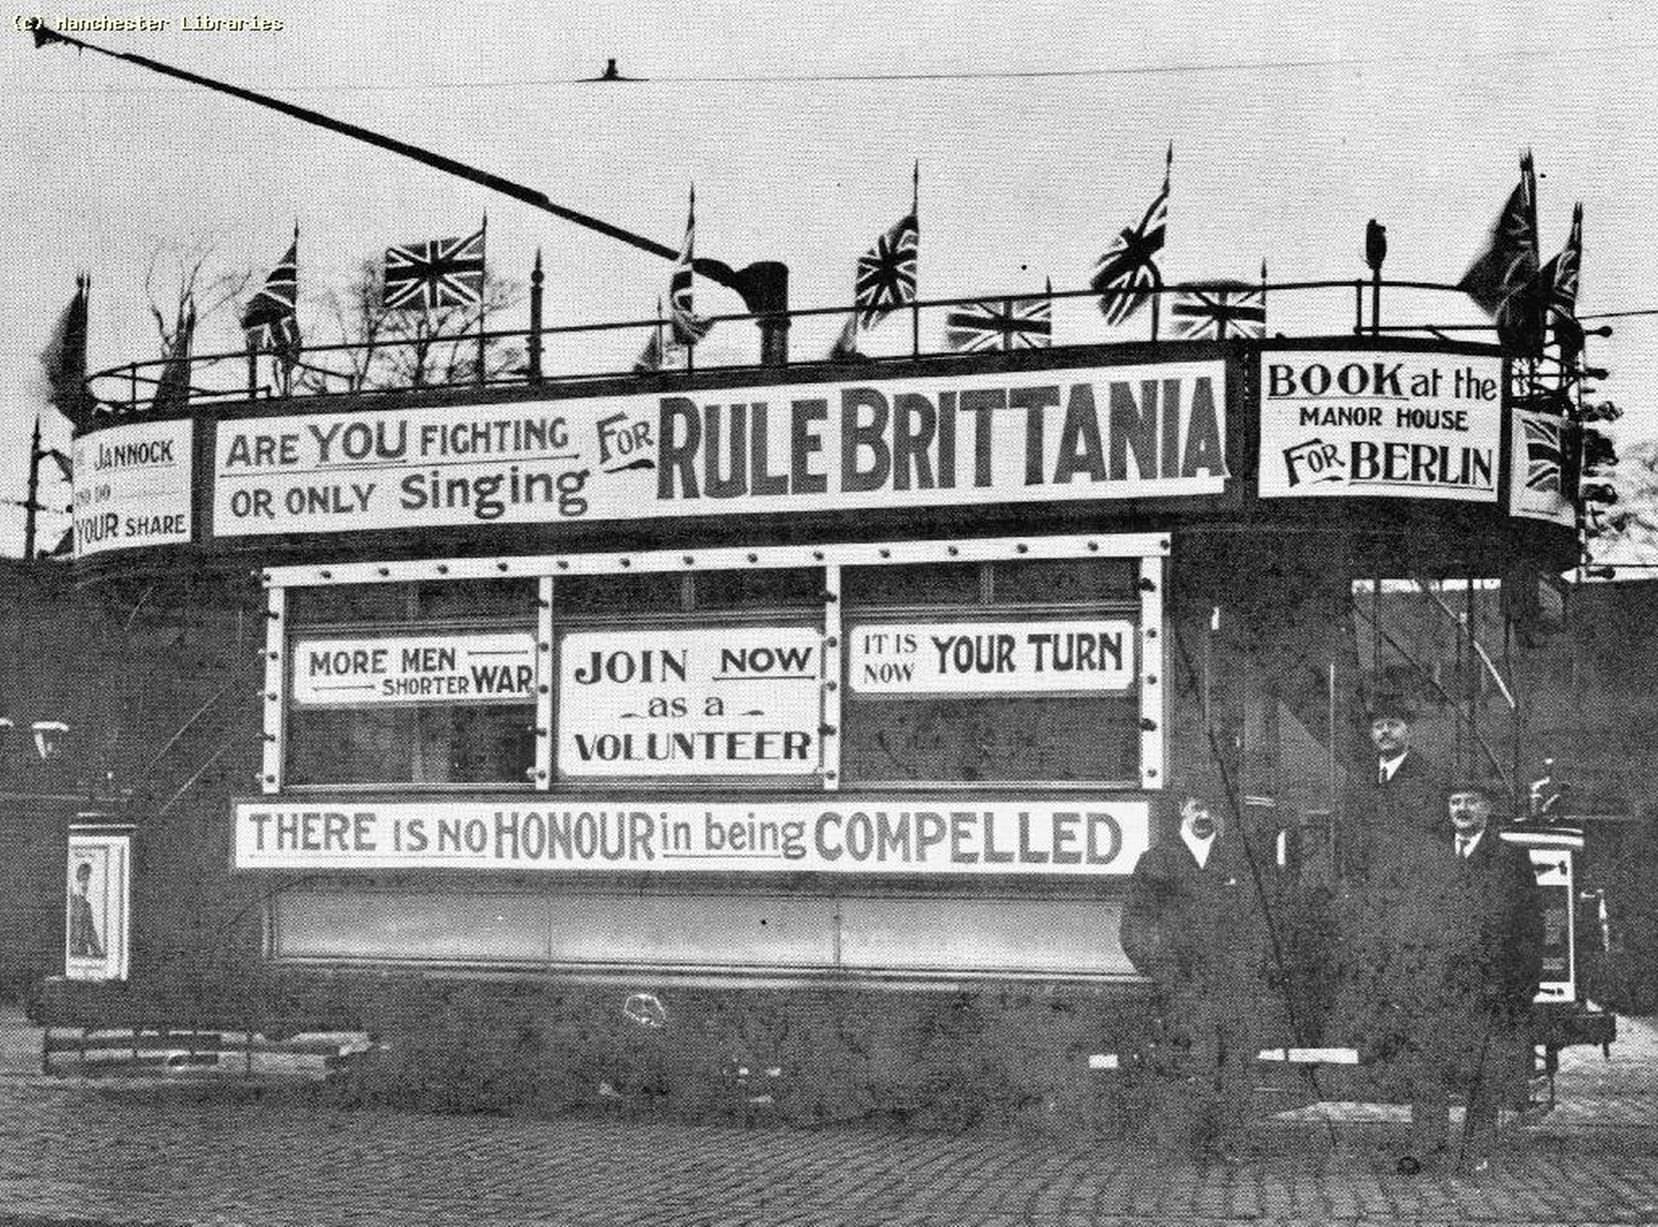 (c) Manchester Libraries
JANNOCK
YOUR SHARE
ARE YOU FIGHTING
OR ONLY Singing
FOR RULE BRITTANIA
BOOK at the
MANOR HOUSE
FOR BERLIN
MORE MEN
SHORTER WAR
JOIN NOW
as a
VOLUNTEER
IT IS
NOW
YOUR TURN
THERE IS NO HONOUR in being COMPELLED